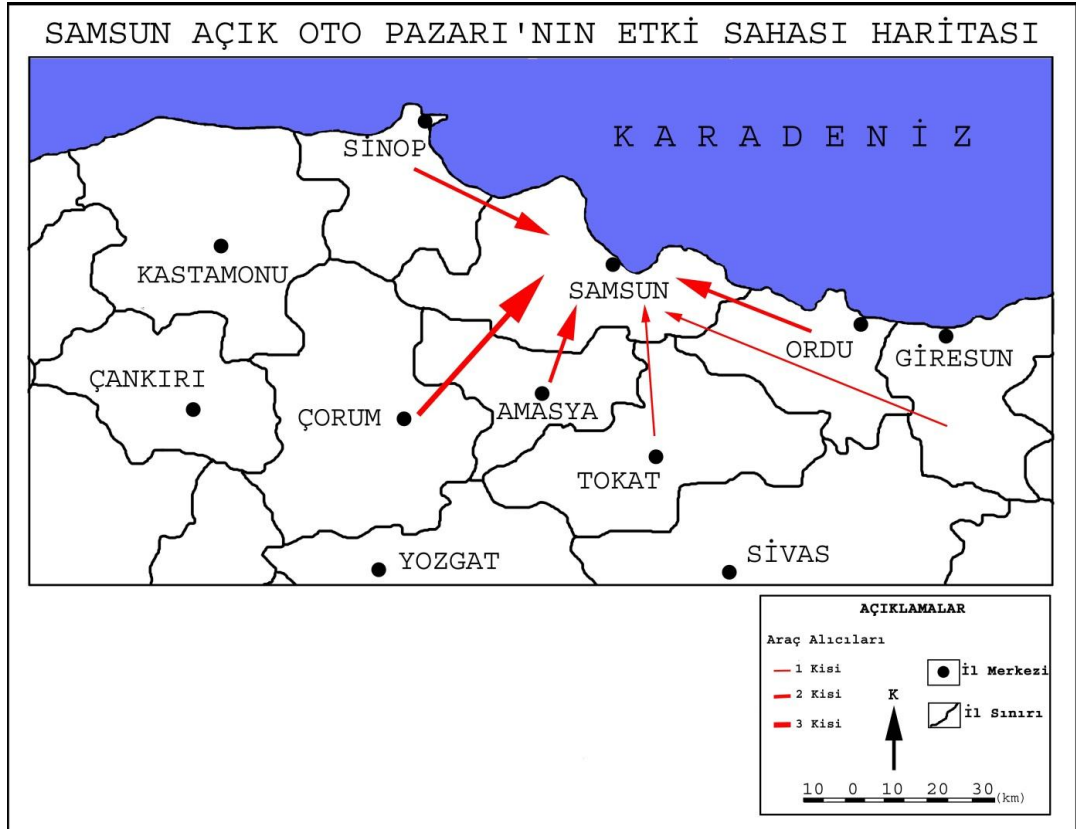 SAMSUN AÇIK OTO PAZARI'NIN ETKİ SAHASI HARİTASI
KARADENİZ
SİNOP
KASTAMONU
SAMSUN
ORDU
GİRESUN
ÇANKIRI
ÇORUM
AMASYA
TOKAT
YOZGAT
SİVAS
AÇIKLAMALAR
Araç Alıcıları
1 Kisi
2 Kisi
3 Kisi
K
İl Merkezi
İl Sınırı
10 0 10 20 30 (km)